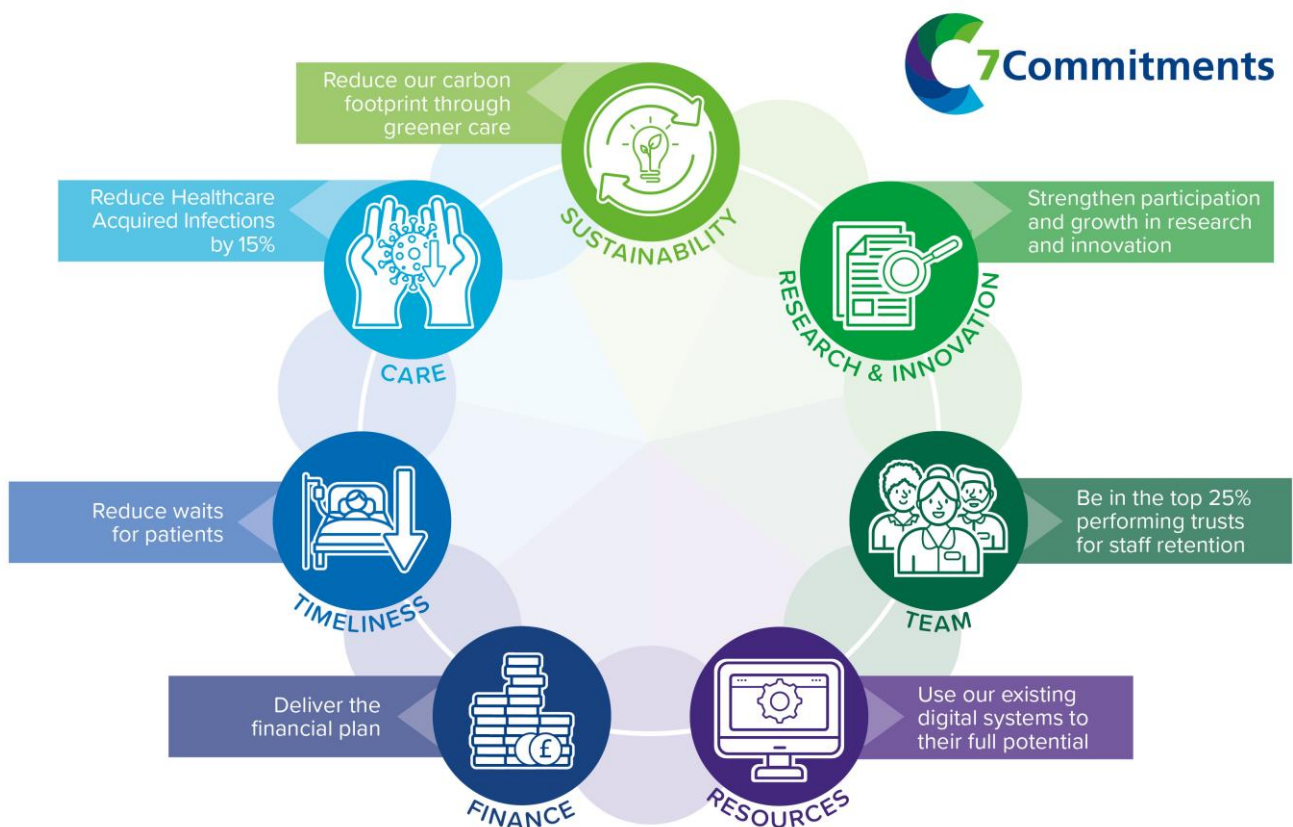 7Commitments
Reduce our carbon
footprint through
greener care
SUSTAINABILITY
Strengthen participation
and growth in research
and innovation
RESEARCH & INNOVATION
Be in the top 25%
performing trusts
for staff retention
TEAM
Use our existing
digital systems to
their full potential
RESOURCES
Deliver the
financial plan
£
FINANCE
Reduce waits
for patients
TIMELINESS
Reduce Healthcare
Acquired Infections
by 15%
CARE